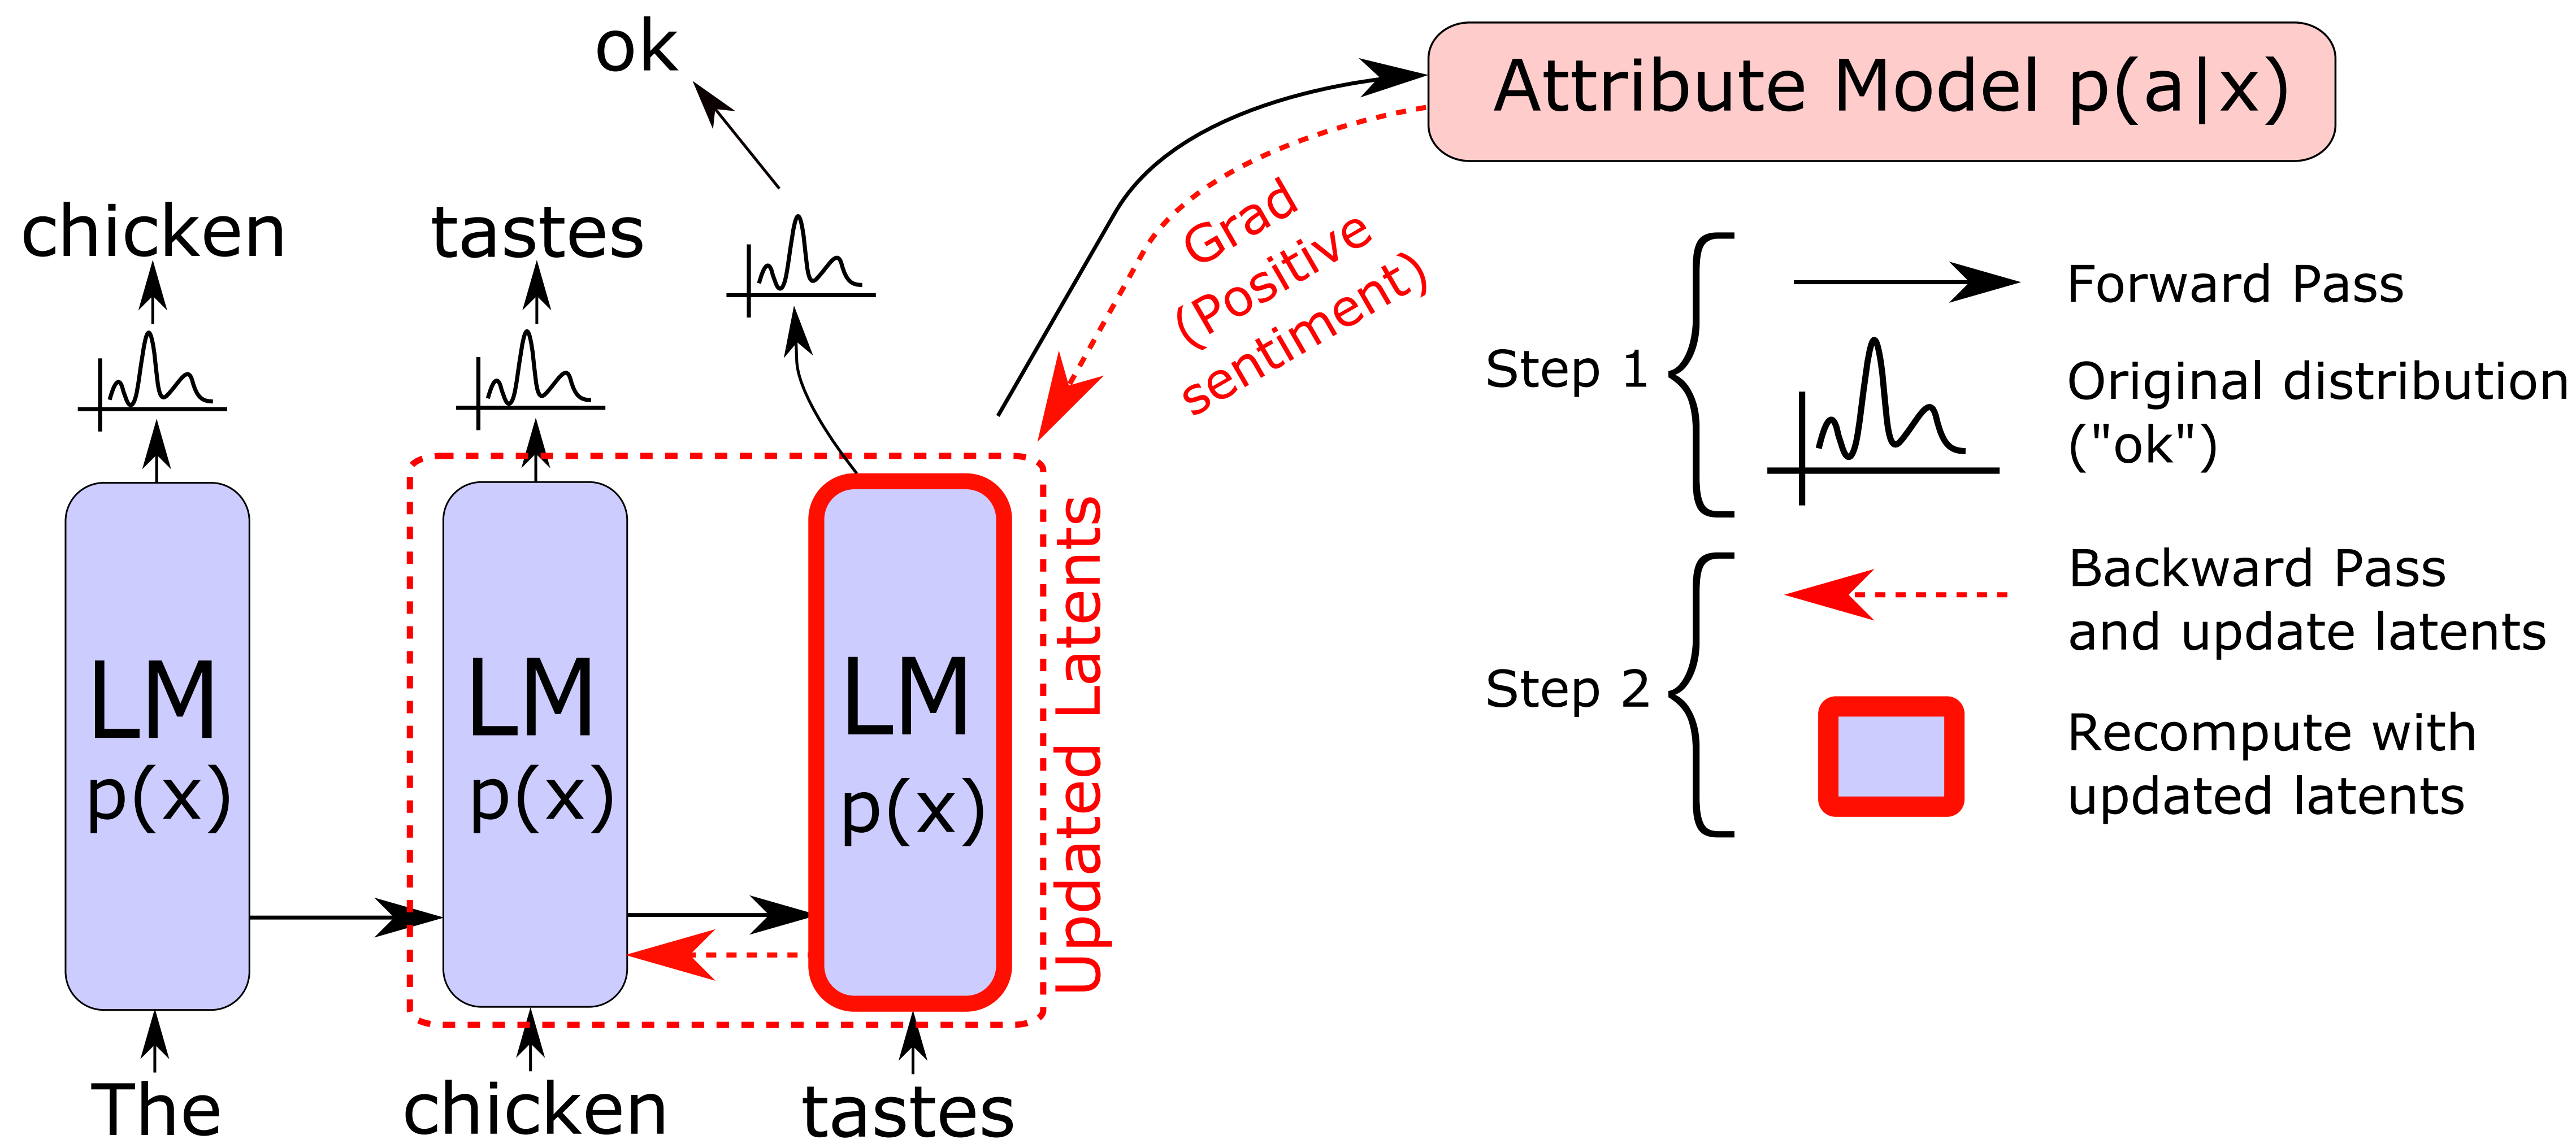 ok
Attribute Model p(a|x)
chicken
tastes
Grad
(Positive
sentiment)
Updated Latents
LM
p(x)
LM
p(x)
LM
p(x)
The
chicken
tastes
Step 1
Forward Pass
Original distribution
("ok")
Step 2
Backward Pass
and update latents
Recompute with
updated latents